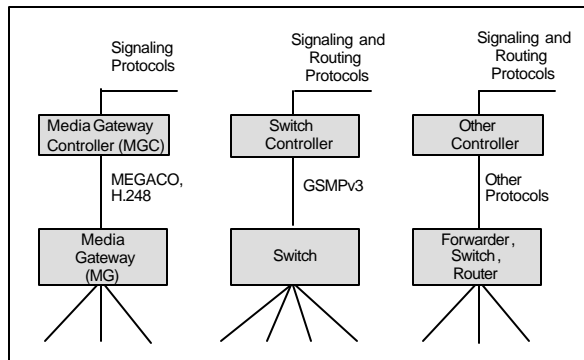 Signaling
Protocols
Media Gateway
Controller (MGC)
MEGACO,
H.248
Media
Gateway
(MG)
Signaling and
Routing
Protocols
Switch
Controller
GSMPv3
Switch
Signaling and
Routing
Protocols
Other
Controller
Other
Protocols
Forwarder,
Switch,
Router